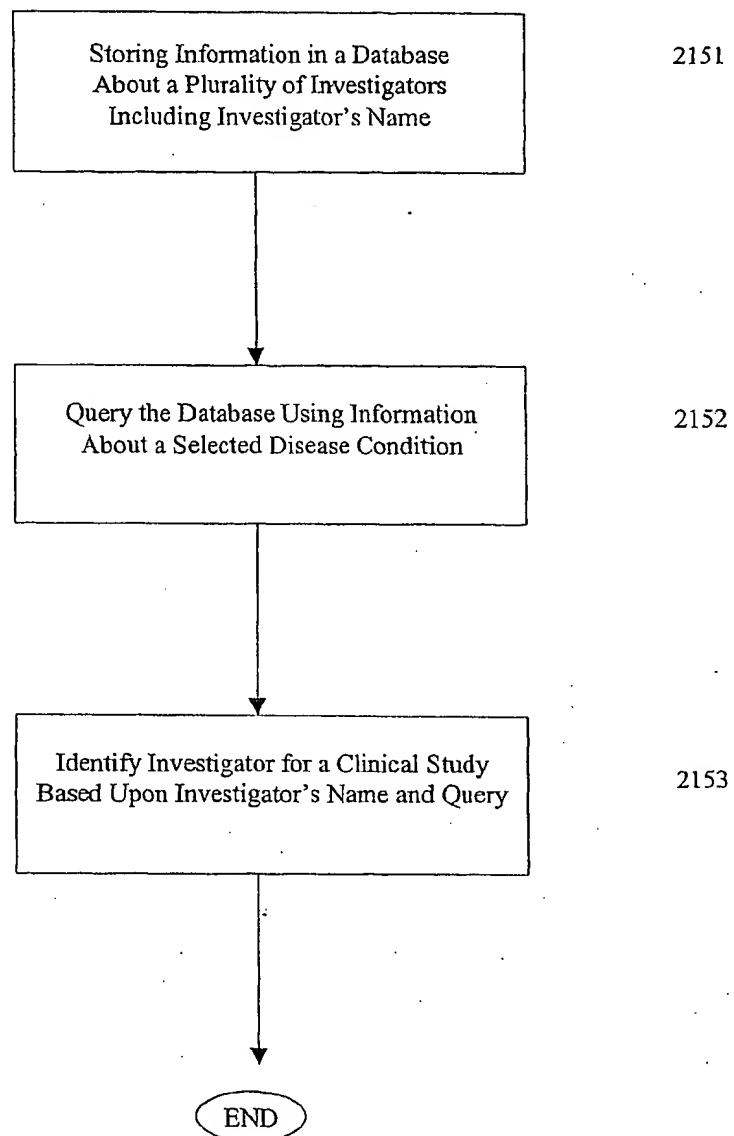 Storing Information in a Database
About a Plurality of Investigators
Including Investigator's Name
2151
Query the Database Using Information
About a Selected Disease Condition
2152
Identify Investigator for a Clinical Study
Based Upon Investigator's Name and Query
2153
END